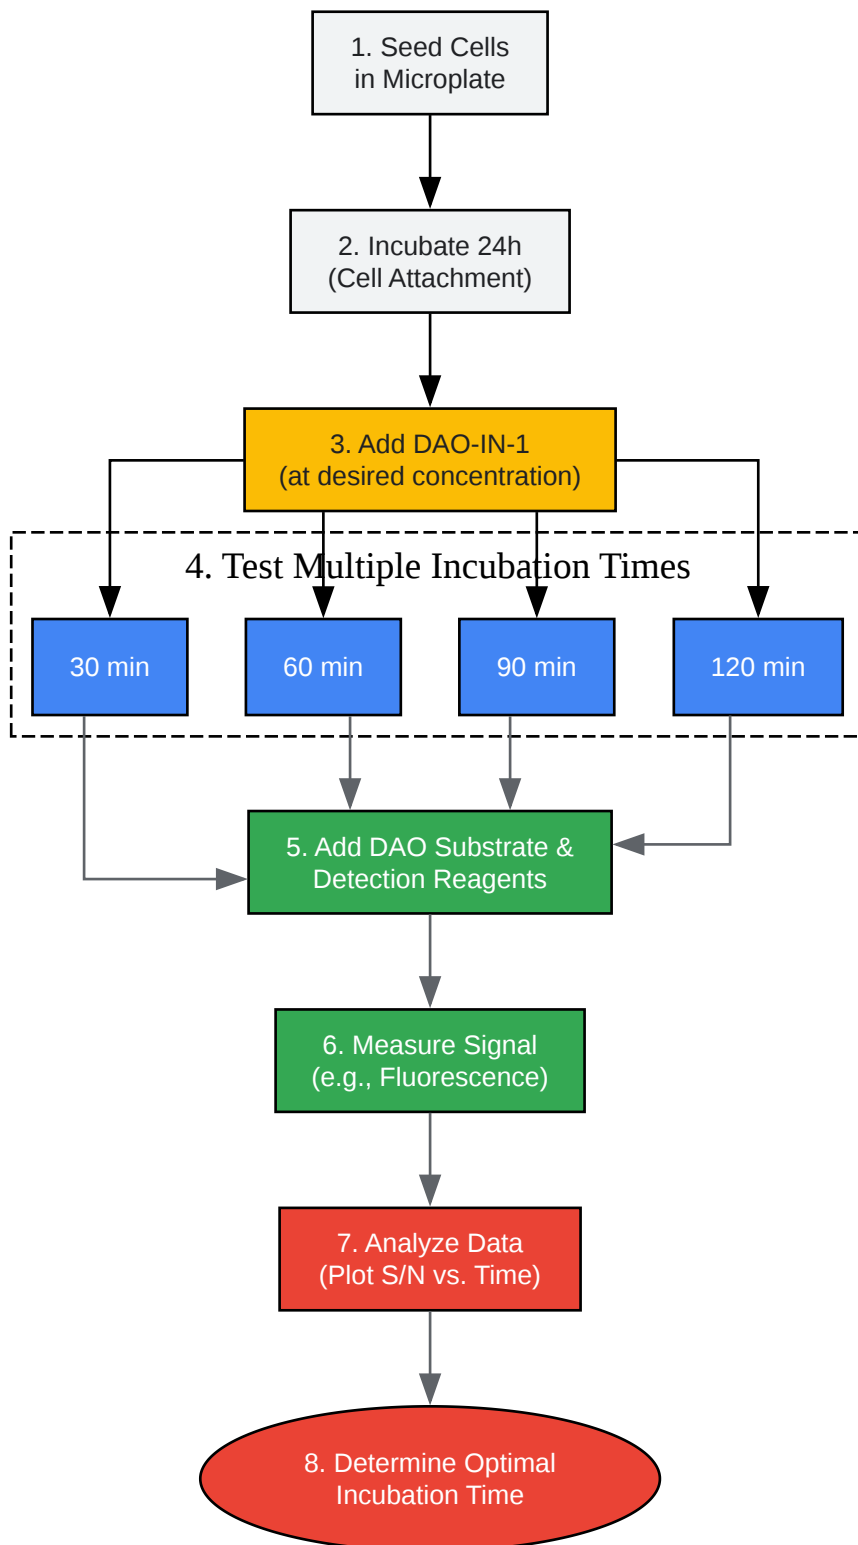 1. Seed Cells
in Microplate
2. Incubate 24h
(Cell Attachment)
3. Add DAO-IN-1
(at desired concentration)
4. Test Multiple Incubation Times
30 min
60 min
90 min
120 min
5. Add DAO Substrate &
Detection Reagents
6. Measure Signal
(e.g., Fluorescence)
7. Analyze Data
(Plot S/N vs. Time)
8. Determine Optimal
Incubation Time